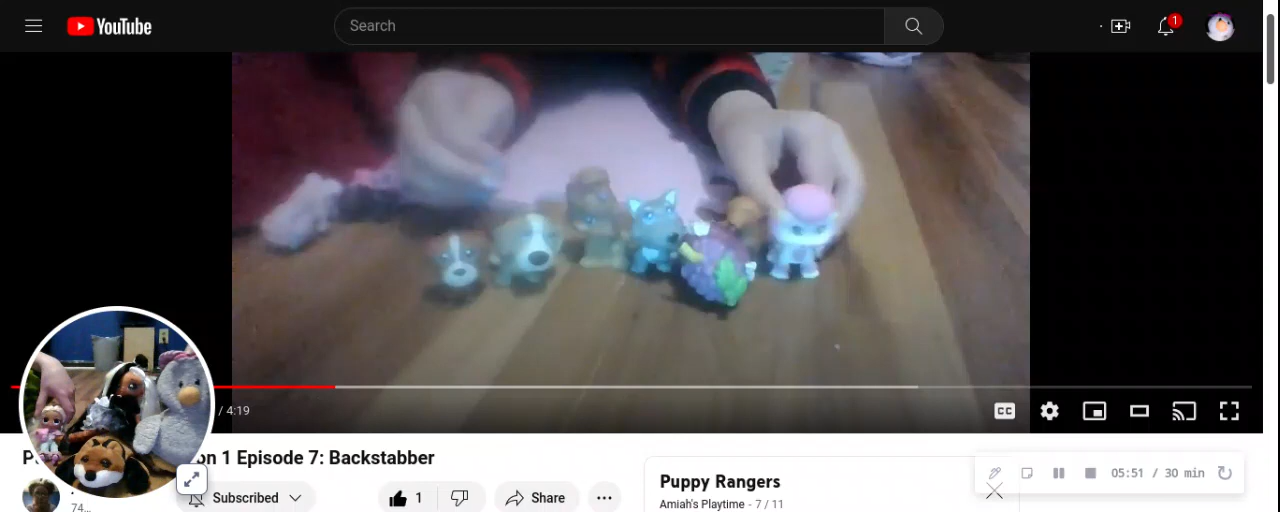 YouTube
Search
1
/ 4:19
CC
on 1 Episode 7: Backstabber
Subscribed
1
Share
74...
Puppy Rangers
Amiah's Playtime - 7 / 11
05:51 / 30 min